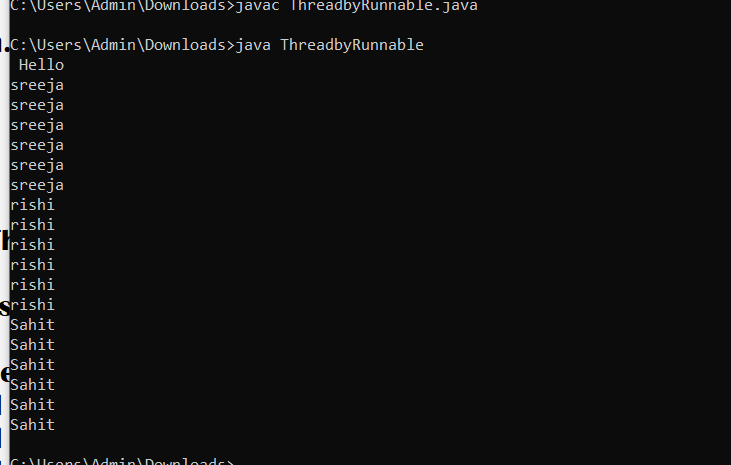 C:\Users\Admin\Downloads>javac ThreadbyRunnable.java
C:\Users\Admin\Downloads>java ThreadbyRunnable
Hello
sreeja
sreeja
sreeja
sreeja
sreeja
sreeja
rishi
rishi
rishi
rishi
rishi
rishi
Sahit
Sahit
Sahit
Sahit
Sahit
Sahit
C:\Users\Admin\Downloads>